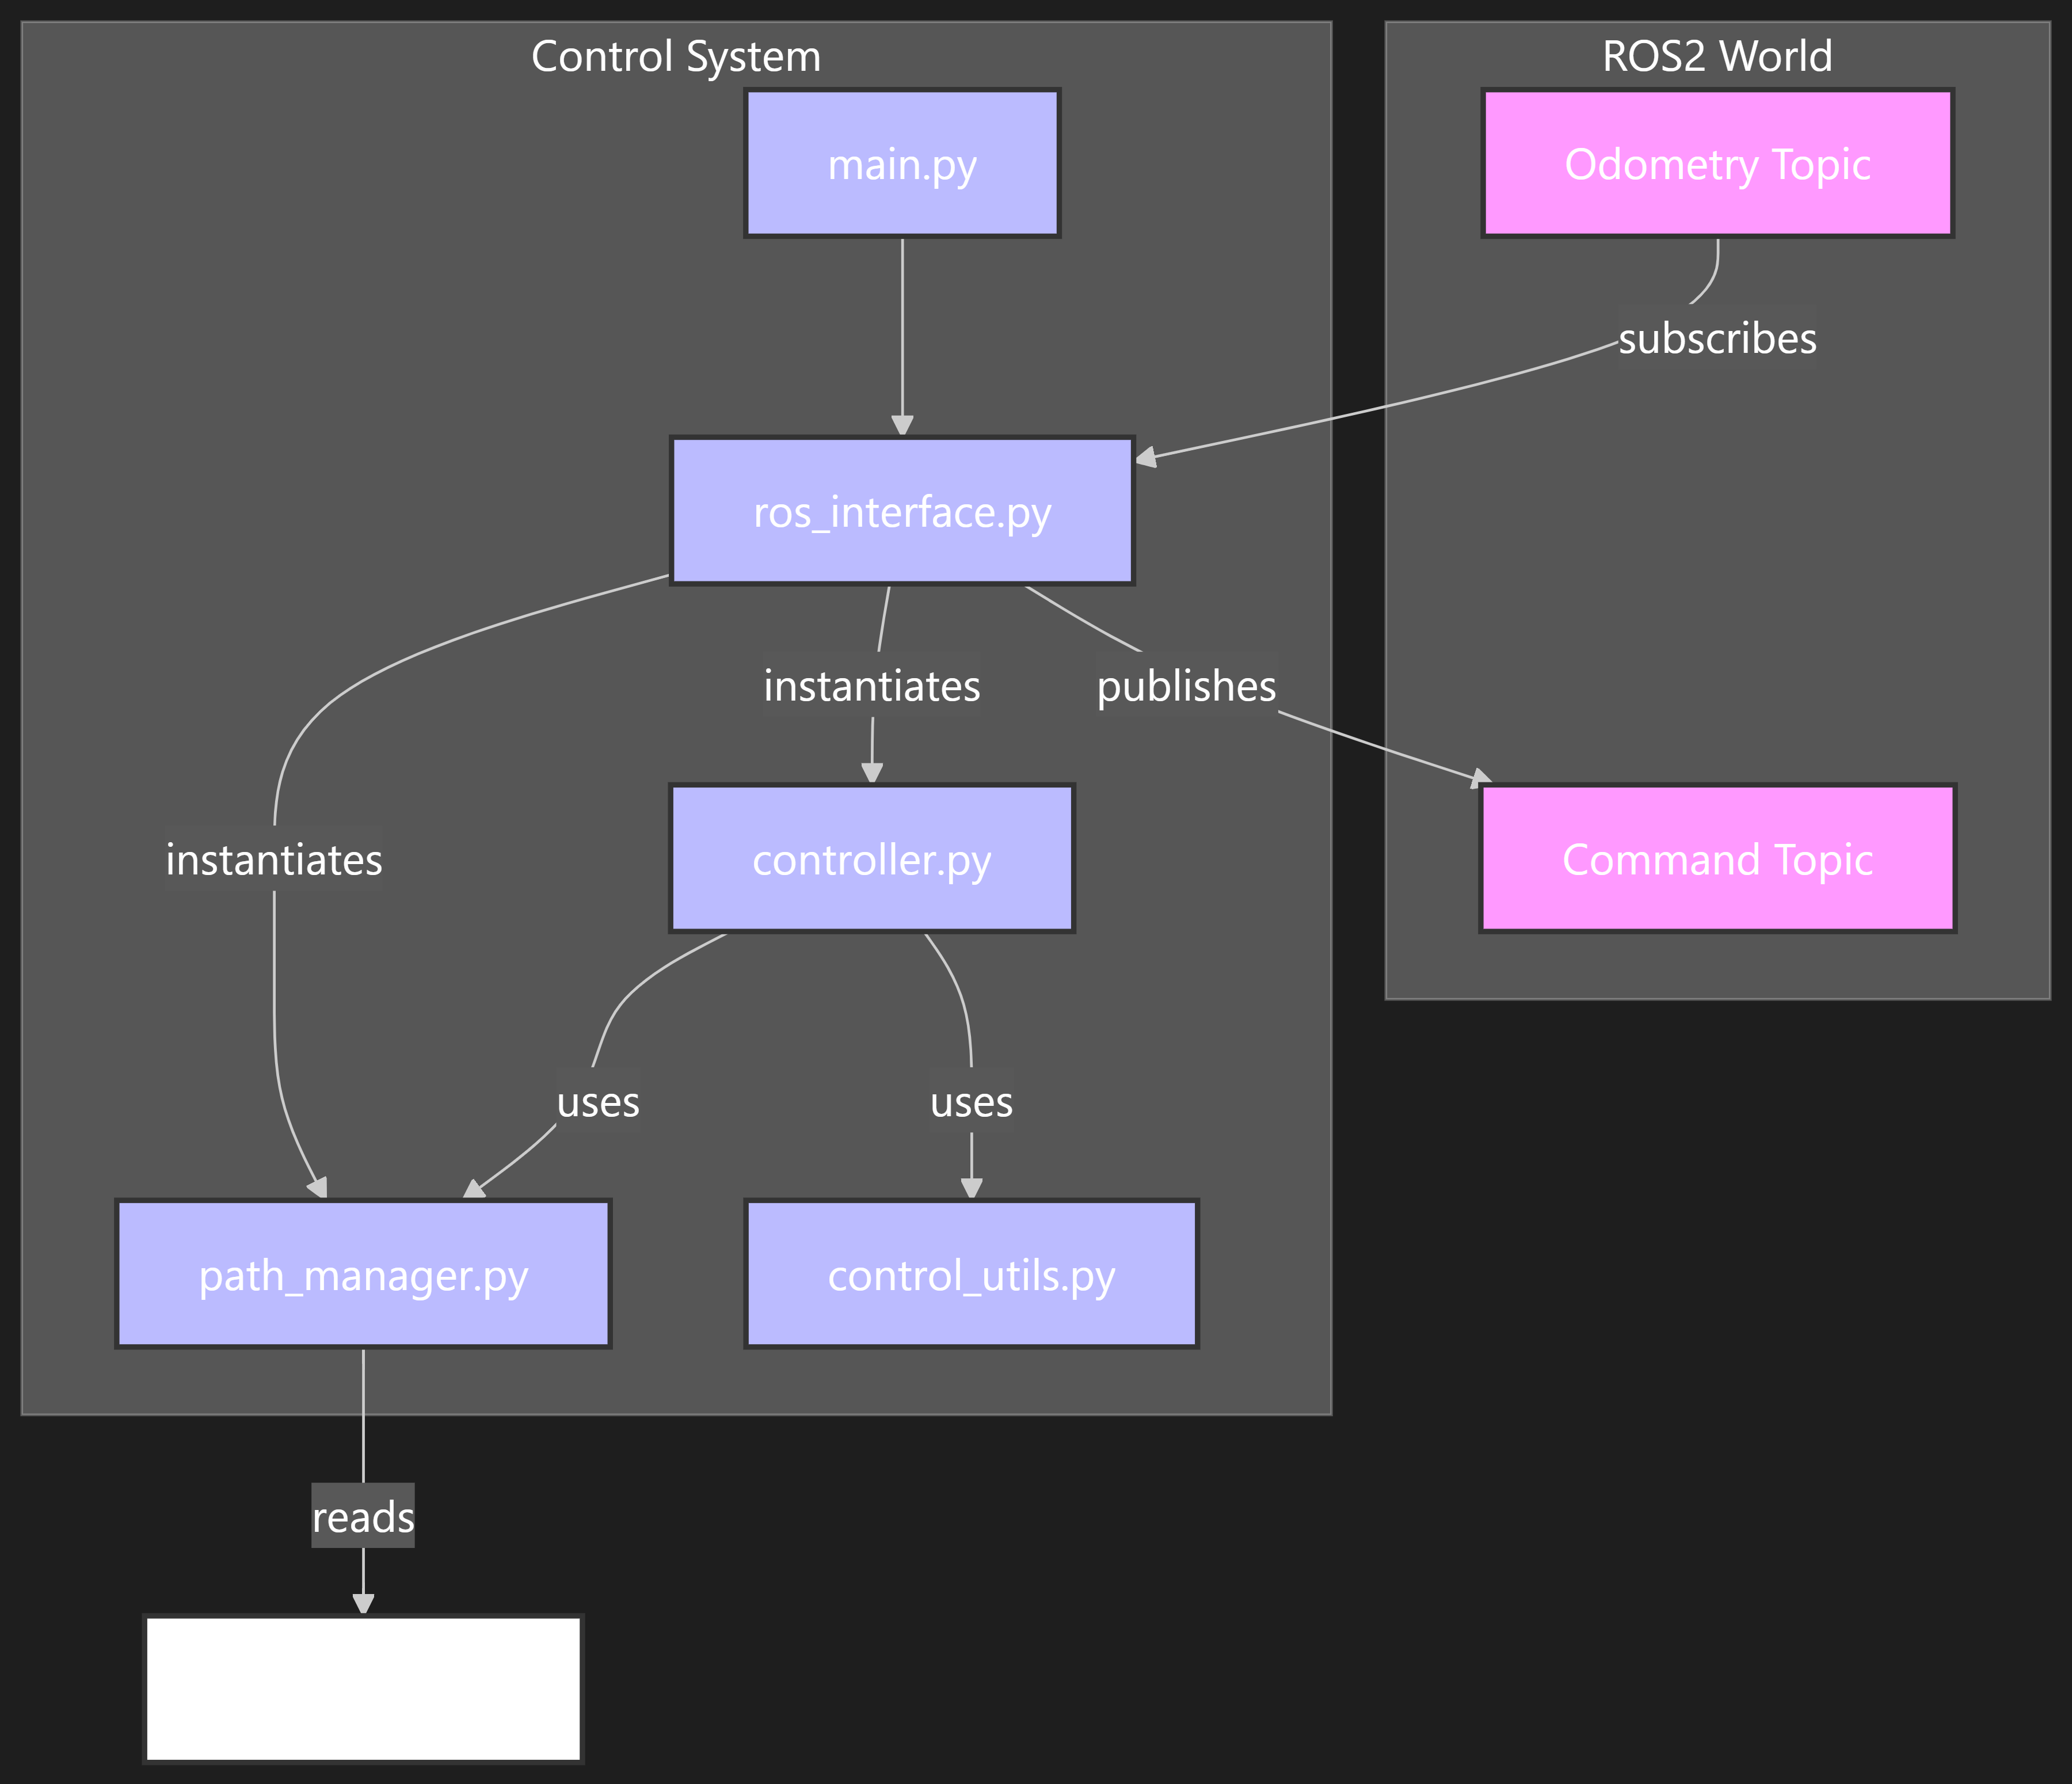 Control System
ROS2 World
main.py
Odometry Topic
subscribes
ros_interface.py
instantiates
publishes
instantiates
controller.py
Command Topic
uses
uses
path_manager.py
control_utils.py
reads